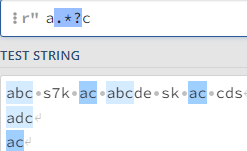 r" a.*?c
TEST STRING
abc s7k ac abcde sk ac cds
adc
ac